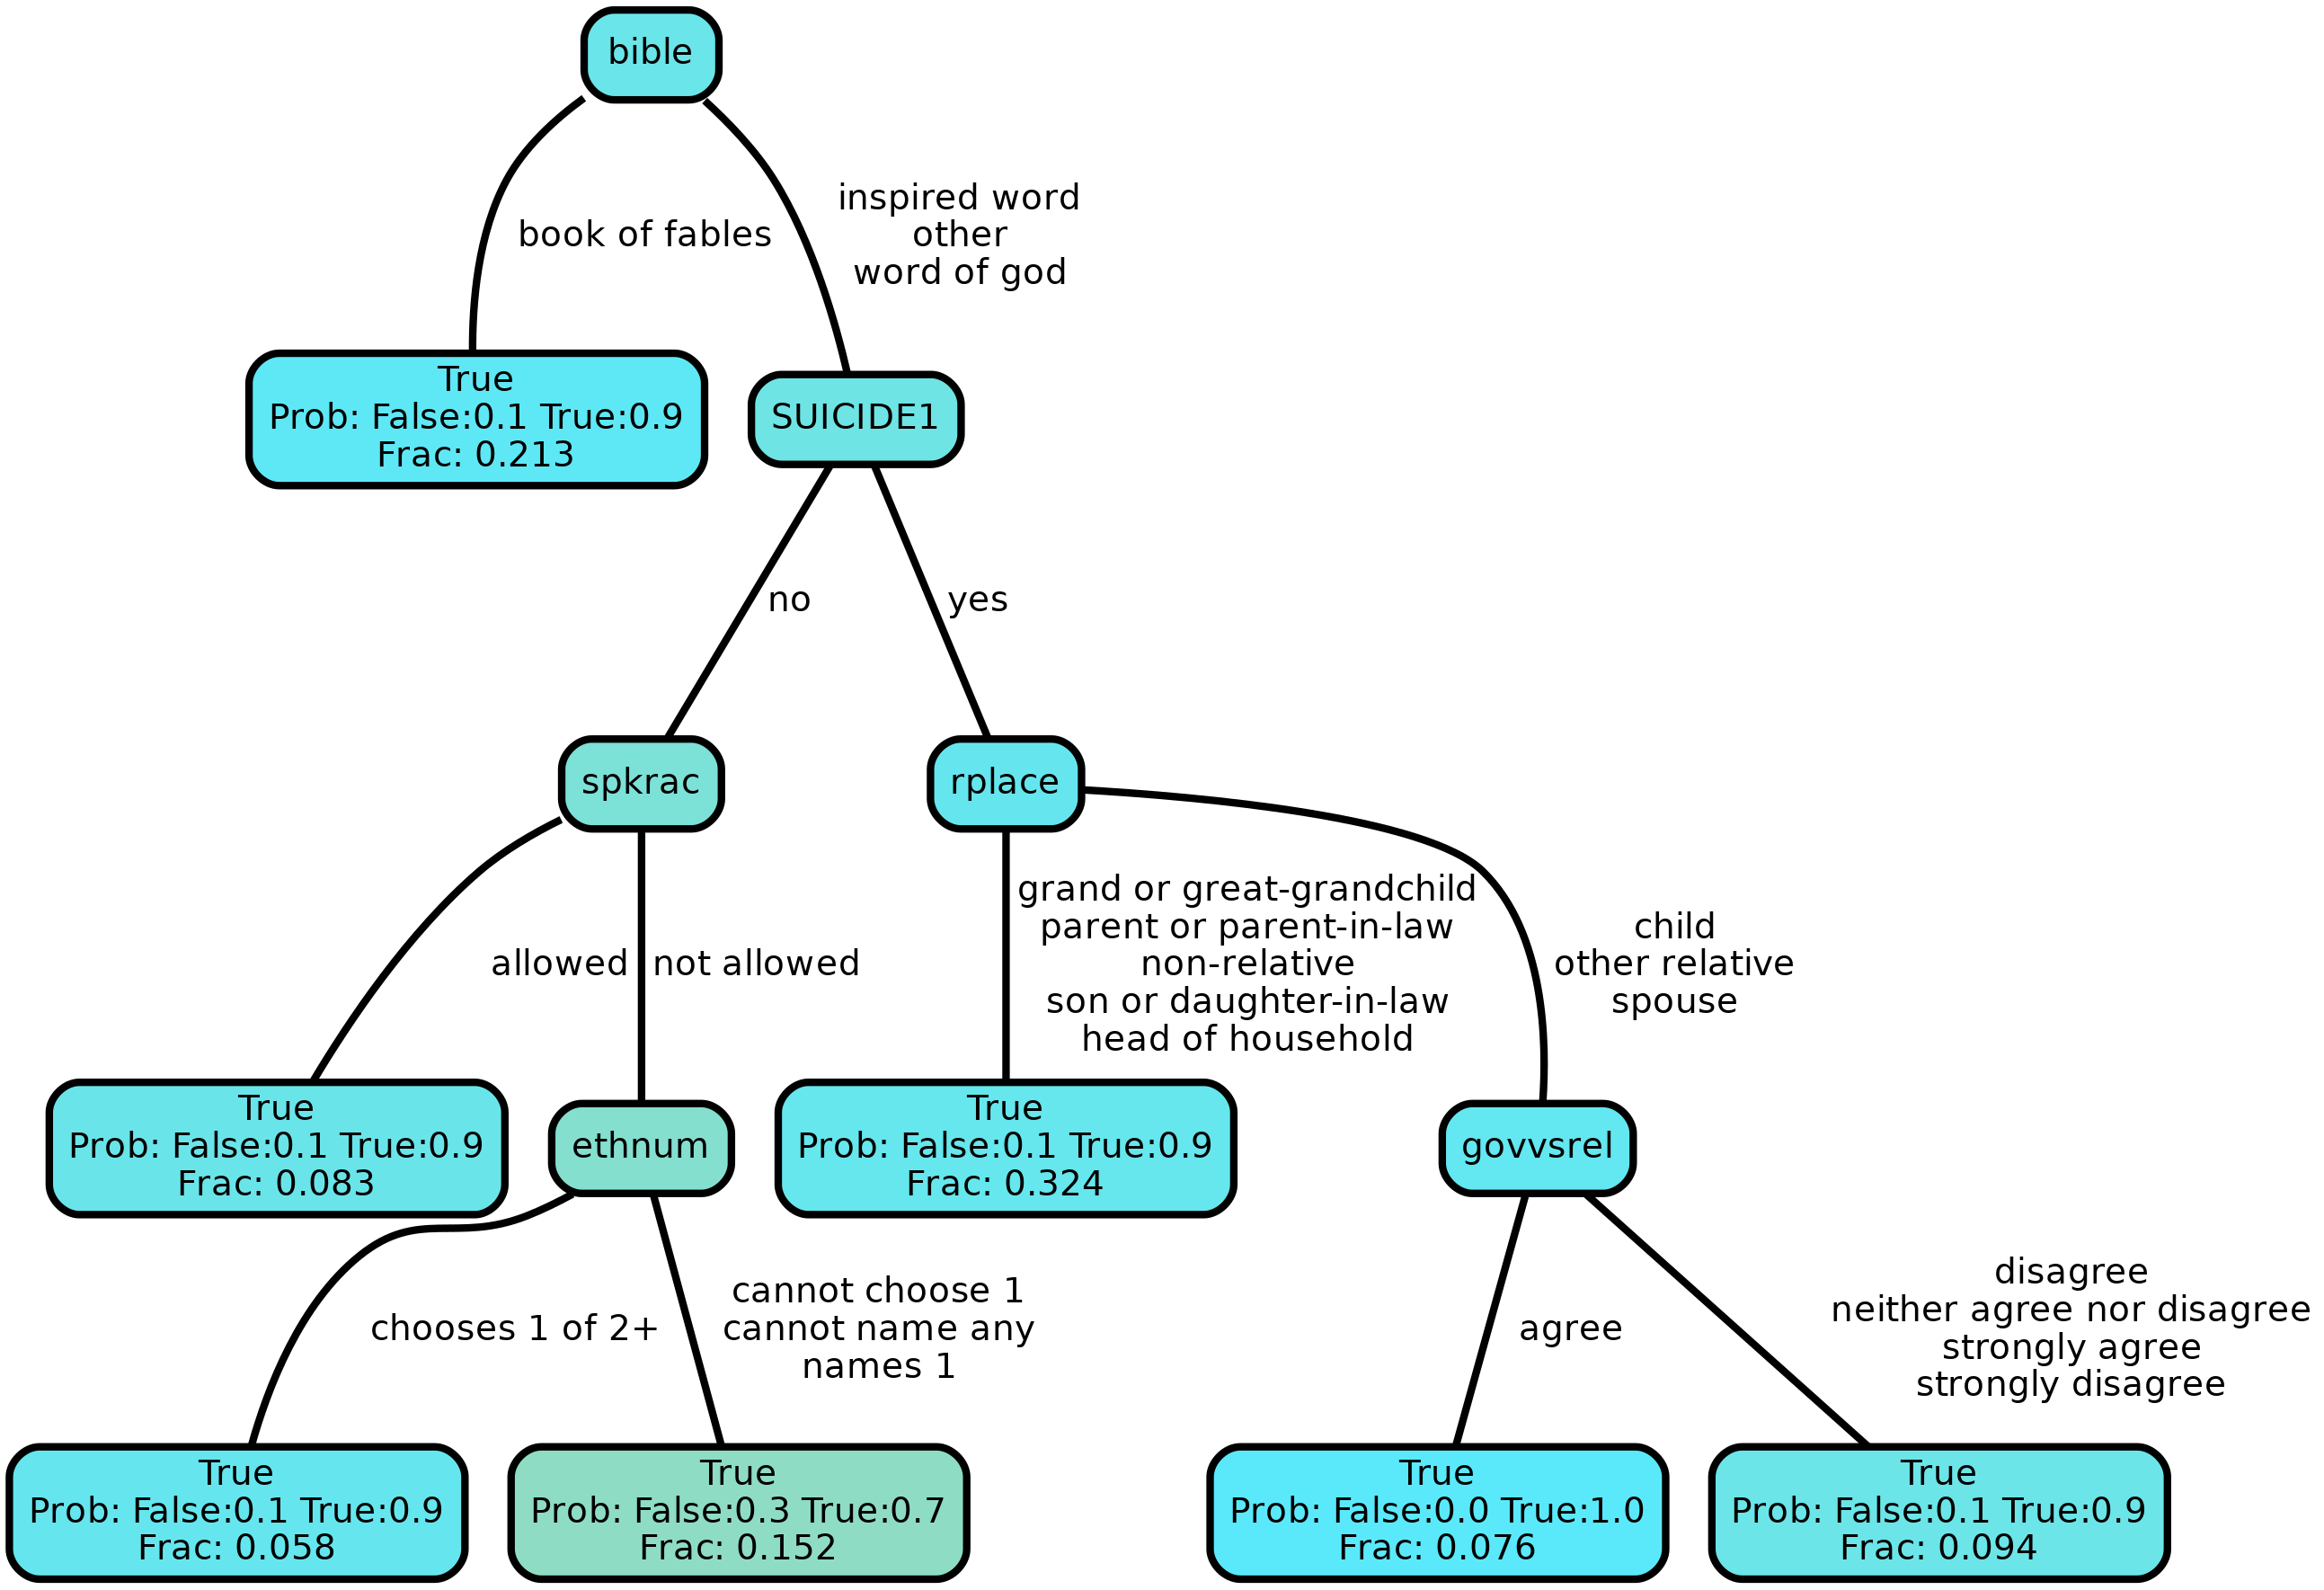 bible
book of fables
inspired word
other
word of god
True
Prob: False:0.1 True:0.9
Frac: 0.213
SUICIDE1
no
yes
spkrac
rplace
allowed
not allowed
grand or great-grandchild
parent or parent-in-law
non-relative
son or daughter-in-law
head of household
child
other relative
spouse
True
Prob: False:0.1 True:0.9
Frac: 0.083
ethnum
True
Prob: False:0.1 True:0.9
Frac: 0.324
govvsrel
chooses 1 of 2+
cannot choose 1
cannot name any
names 1
agree
disagree
neither agree nor disagree
strongly agree
strongly disagree
True
Prob: False:0.1 True:0.9
Frac: 0.058
True
Prob: False:0.3 True:0.7
Frac: 0.152
True
Prob: False:0.0 True:1.0
Frac: 0.076
True
Prob: False:0.1 True:0.9
Frac: 0.094